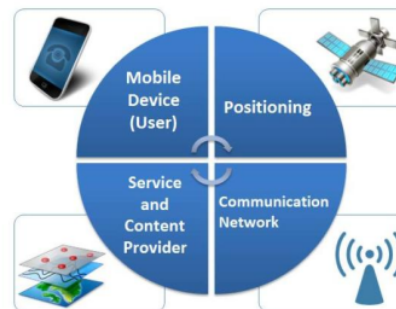 Mobile
Device
(User)
Positioning
Service
and
Content
Provider
Communication
Network